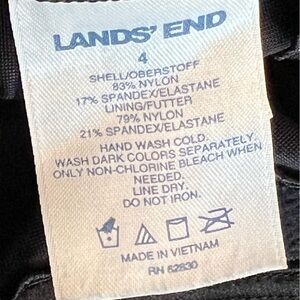 LANDS' END
4
SHELL/OBERSTOFF
83% NYLON
17% SPANDEX/ELASTANE
LINING/FUTTER
79% NYLON
21% SPANDEX/ELASTANE
HAND WASH COLD.
WASH DARK COLORS SEPARATELY.
ONLY NON-CHLORINE BLEACH WHEN
NEEDED.
LINE DRY.
DO NOT IRON.
MADE IN VIETNAM
RN 62830